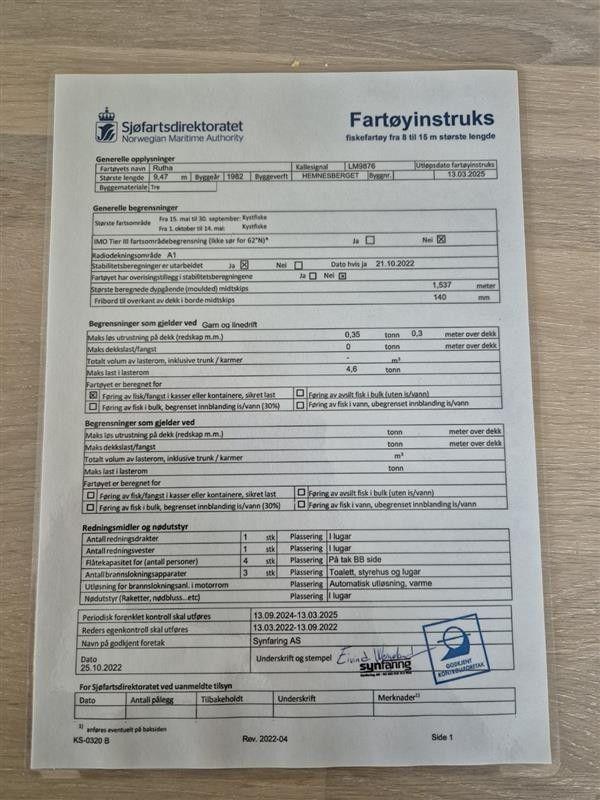 Sjøfartsdirektoratet
Norwegian Maritime Authority
Fartøyinstruks
fiskefartøy fra 8 til 15 m største lengde
Generelle opplysninger
Fartøyets navn Rutha Kallesignal LM9876 Utløpsdato fartøyinstruks
Største lengde 9,47 m Byggeår 1982 Byggeverft HEMNESBERGET Byggnr. 13.03.2025
Byggemateriale Tre
Generelle begrensninger
Største fartsområde Fra 15. mai til 30. september: Kystfiske
Fra 1. oktober til 14. mai: Kystfiske
IMO Tier III fartsområdebegrensning (ikke sør for 62°N)* Ja ☐ Nei ☒
Radiodekningsområde A1
Stabilitetsberegninger er utarbeidet Ja ☒ Nei ☐ Dato hvis ja 21.10.2022
Fartøyet har overisingstillegg i stabilitetsberegningene Ja ☐ Nei ☒
Største beregnede dypgående (moulded) midtskips 1,537 meter
Fribord til overkant av dekk i borde midtskips 140 mm
Begrensninger som gjelder ved Garn og linedrift
Maks løs utrustning på dekk (redskap m.m.) 0,35 tonn 0,3 meter over dekk
Maks dekkslast/fangst 0 tonn meter over dekk
Totalt volum av lasterom, inklusive trunk / karmer - m³
Maks last i lasterom 4,6 tonn
Fartøyet er beregnet for
☒ Føring av fisk/fangst i kasser eller kontainere, sikret last ☐ Føring av avsilt fisk i bulk (uten is/vann)
☐ Føring av fisk i bulk, begrenset innblanding is/vann (30%) ☐ Føring av fisk i vann, ubegrenset innblanding is/vann
Begrensninger som gjelder ved
Maks løs utrustning på dekk (redskap m.m.) tonn meter over dekk
Maks dekkslast/fangst tonn meter over dekk
Totalt volum av lasterom, inklusive trunk / karmer m³
Maks last i lasterom tonn
Fartøyet er beregnet for
☐ Føring av fisk/fangst i kasser eller kontainere, sikret last ☐ Føring av avsilt fisk i bulk (uten is/vann)
☐ Føring av fisk i bulk, begrenset innblanding is/vann (30%) ☐ Føring av fisk i vann, ubegrenset innblanding is/vann
Redningsmidler og nødutstyr
Antall redningsdrakter 1 stk Plassering I lugar
Antall redningsvester 1 stk Plassering I lugar
Flåtekapasitet for (antall personer) 4 stk Plassering På tak BB side
Antall brannslokningsapparater 3 stk Plassering Toalett, styrehus og lugar
Utløsning for brannslokningsanl. i motorrom Plassering Automatisk utløsning, varme
Nødutstyr (Raketter, nødbluss..etc) Plassering I lugar
Periodisk forenklet kontroll skal utføres 13.09.2024-13.03.2025
Reders egenkontroll skal utføres 13.03.2022-13.09.2022
Navn på godkjent foretak Synfaring AS
Dato Underskrift og stempel Eivind
25.10.2022
synfaring
GODKJENT
KONTROLLFORETAK
For Sjøfartsdirektoratet ved uanmeldte tilsyn
Dato Antall pålegg Tilbakeholdt Underskrift Merknader¹⁾
¹⁾ anføres eventuelt på baksiden
KS-0320 B Rev. 2022-04 Side 1